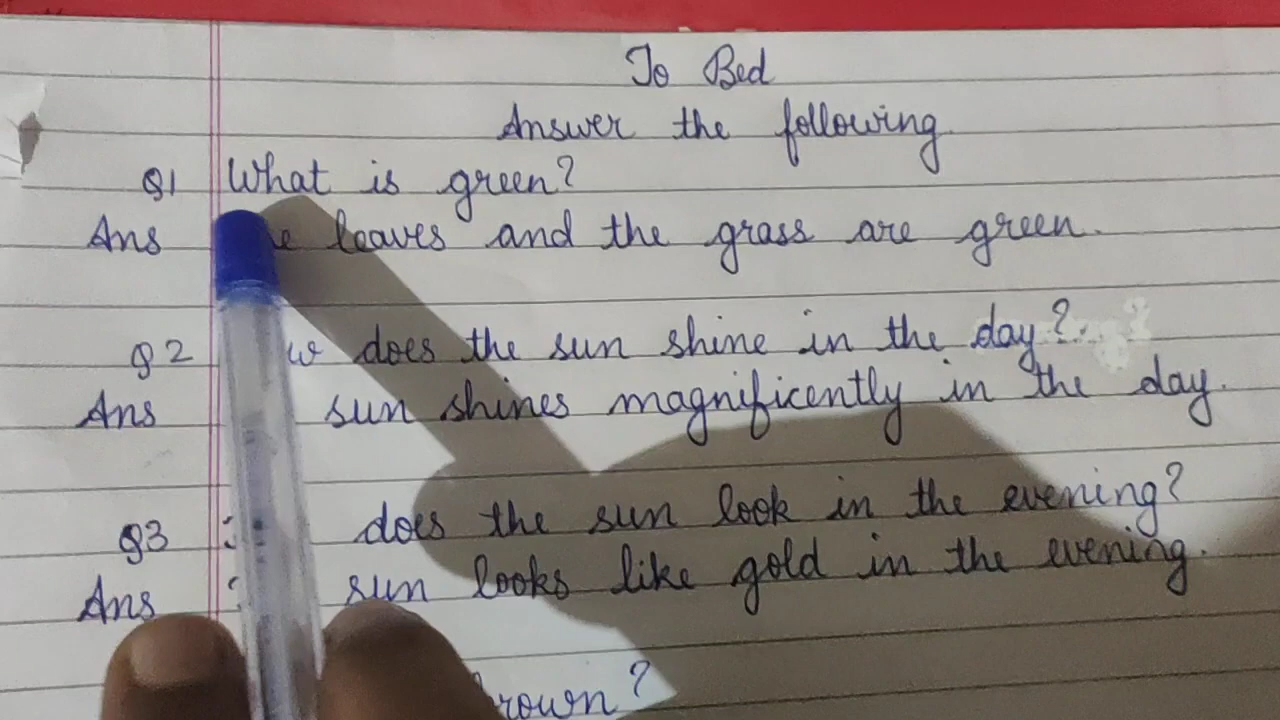 To Bed
Answer the following.
Q1 What is green?
Ans leaves and the grass are green.
Q2 does the sun shine in the day?
Ans sun shines magnificently in the day.
Q3 does the sun look in the evening?
Ans sun looks like gold in the evening.
?